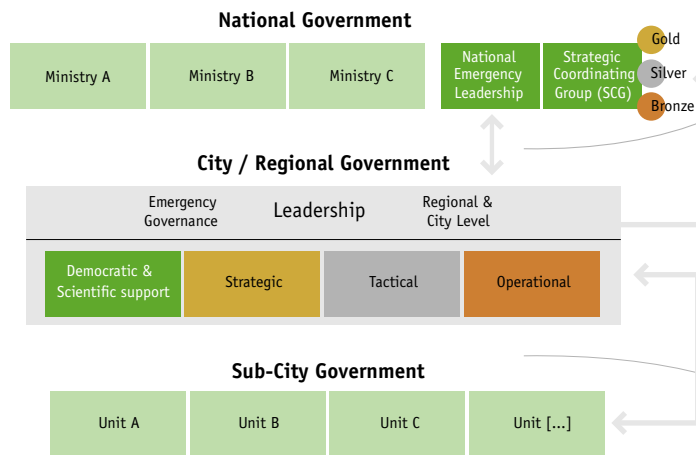 National Government
Ministry A
Ministry B
Ministry C
National
Emergency
Leadership
Strategic
Coordinating
Group (SCG)
Gold
Silver
Bronze
City / Regional Government
Emergency
Governance
Leadership
Regional &
City Level
Democratic &
Scientific support
Strategic
Tactical
Operational
Sub-City Government
Unit A
Unit B
Unit C
Unit [...]